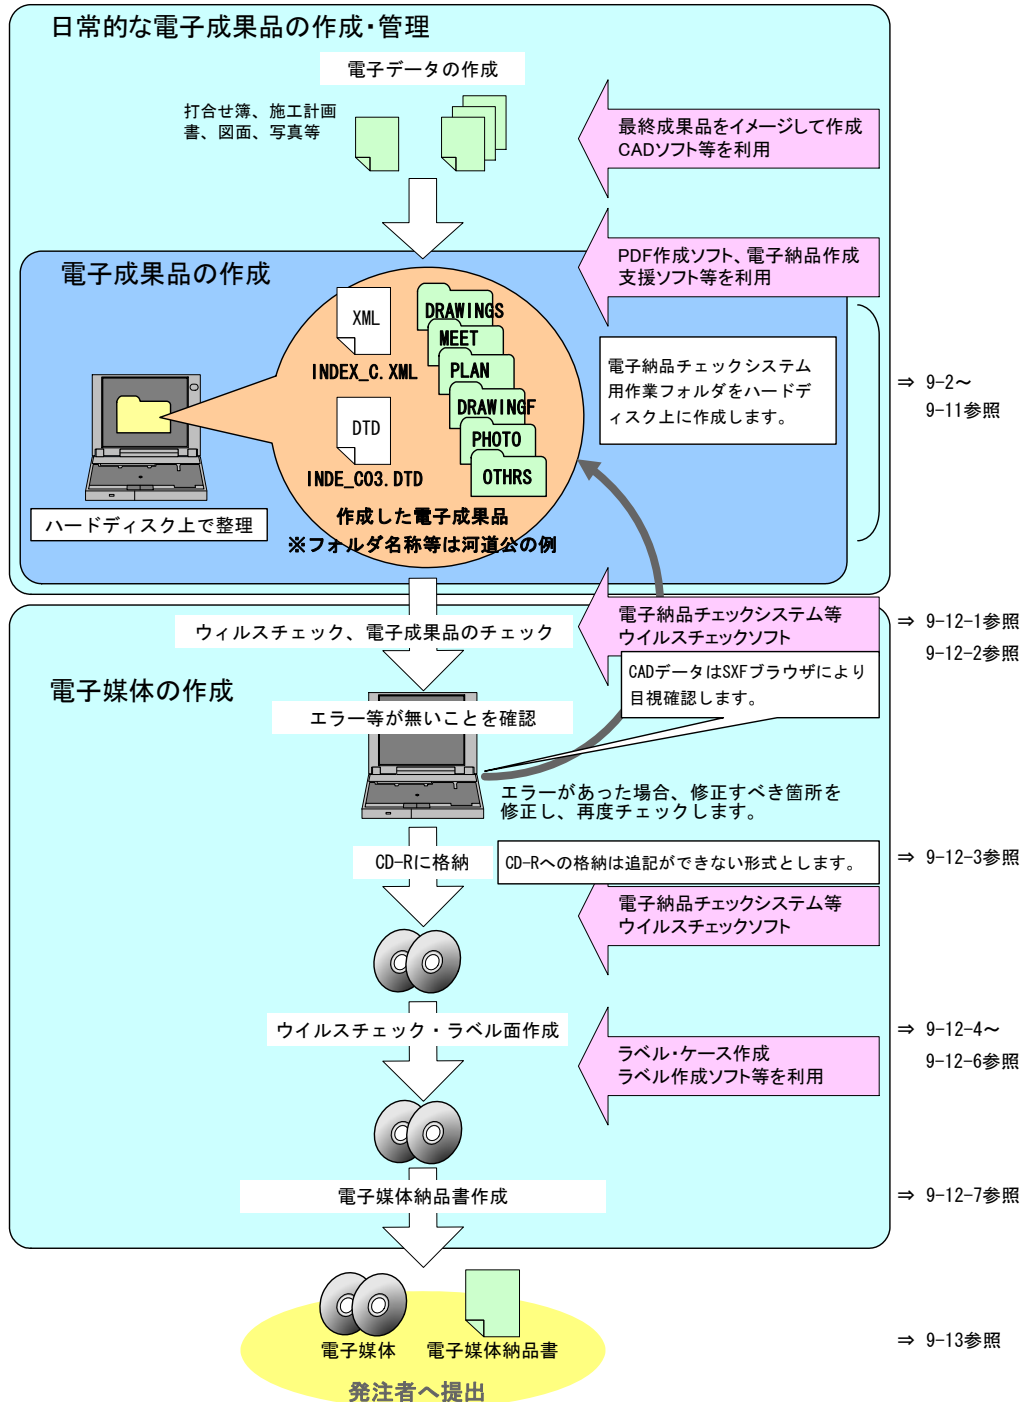 日常的な電子成果品の作成・管理
電子データの作成
打合せ簿、施工計画
書、図面、写真等
最終成果品をイメージして作成
CADソフト等を利用
PDF作成ソフト、電子納品作成
支援ソフト等を利用
電子成果品の作成
XML
INDEX_C.XML
DTD
INDE_C03.DTD
DRAWINGS
MEET
PLAN
DRAWINGF
PHOTO
OTHRS
作成した電子成果品
※フォルダ名称等は河道公の例
ハードディスク上で整理
電子納品チェックシステム
用作業フォルダをハードデ
ィスク上に作成します。
⇒ 9-2～
9-11参照
ウィルスチェック、電子成果品のチェック
電子納品チェックシステム等
ウイルスチェックソフト
⇒ 9-12-1参照
9-12-2参照
電子媒体の作成
CADデータはSXFブラウザにより
目視確認します。
エラー等が無いことを確認
エラーがあった場合、修正すべき箇所を
修正し、再度チェックします。
CD-Rに格納
CD-Rへの格納は追記ができない形式とします。
⇒ 9-12-3参照
電子納品チェックシステム等
ウイルスチェックソフト
ウイルスチェック・ラベル面作成
ラベル・ケース作成
ラベル作成ソフト等を利用
⇒ 9-12-4～
9-12-6参照
電子媒体納品書作成
⇒ 9-12-7参照
電子媒体
電子媒体納品書
⇒ 9-13参照
発注者へ提出